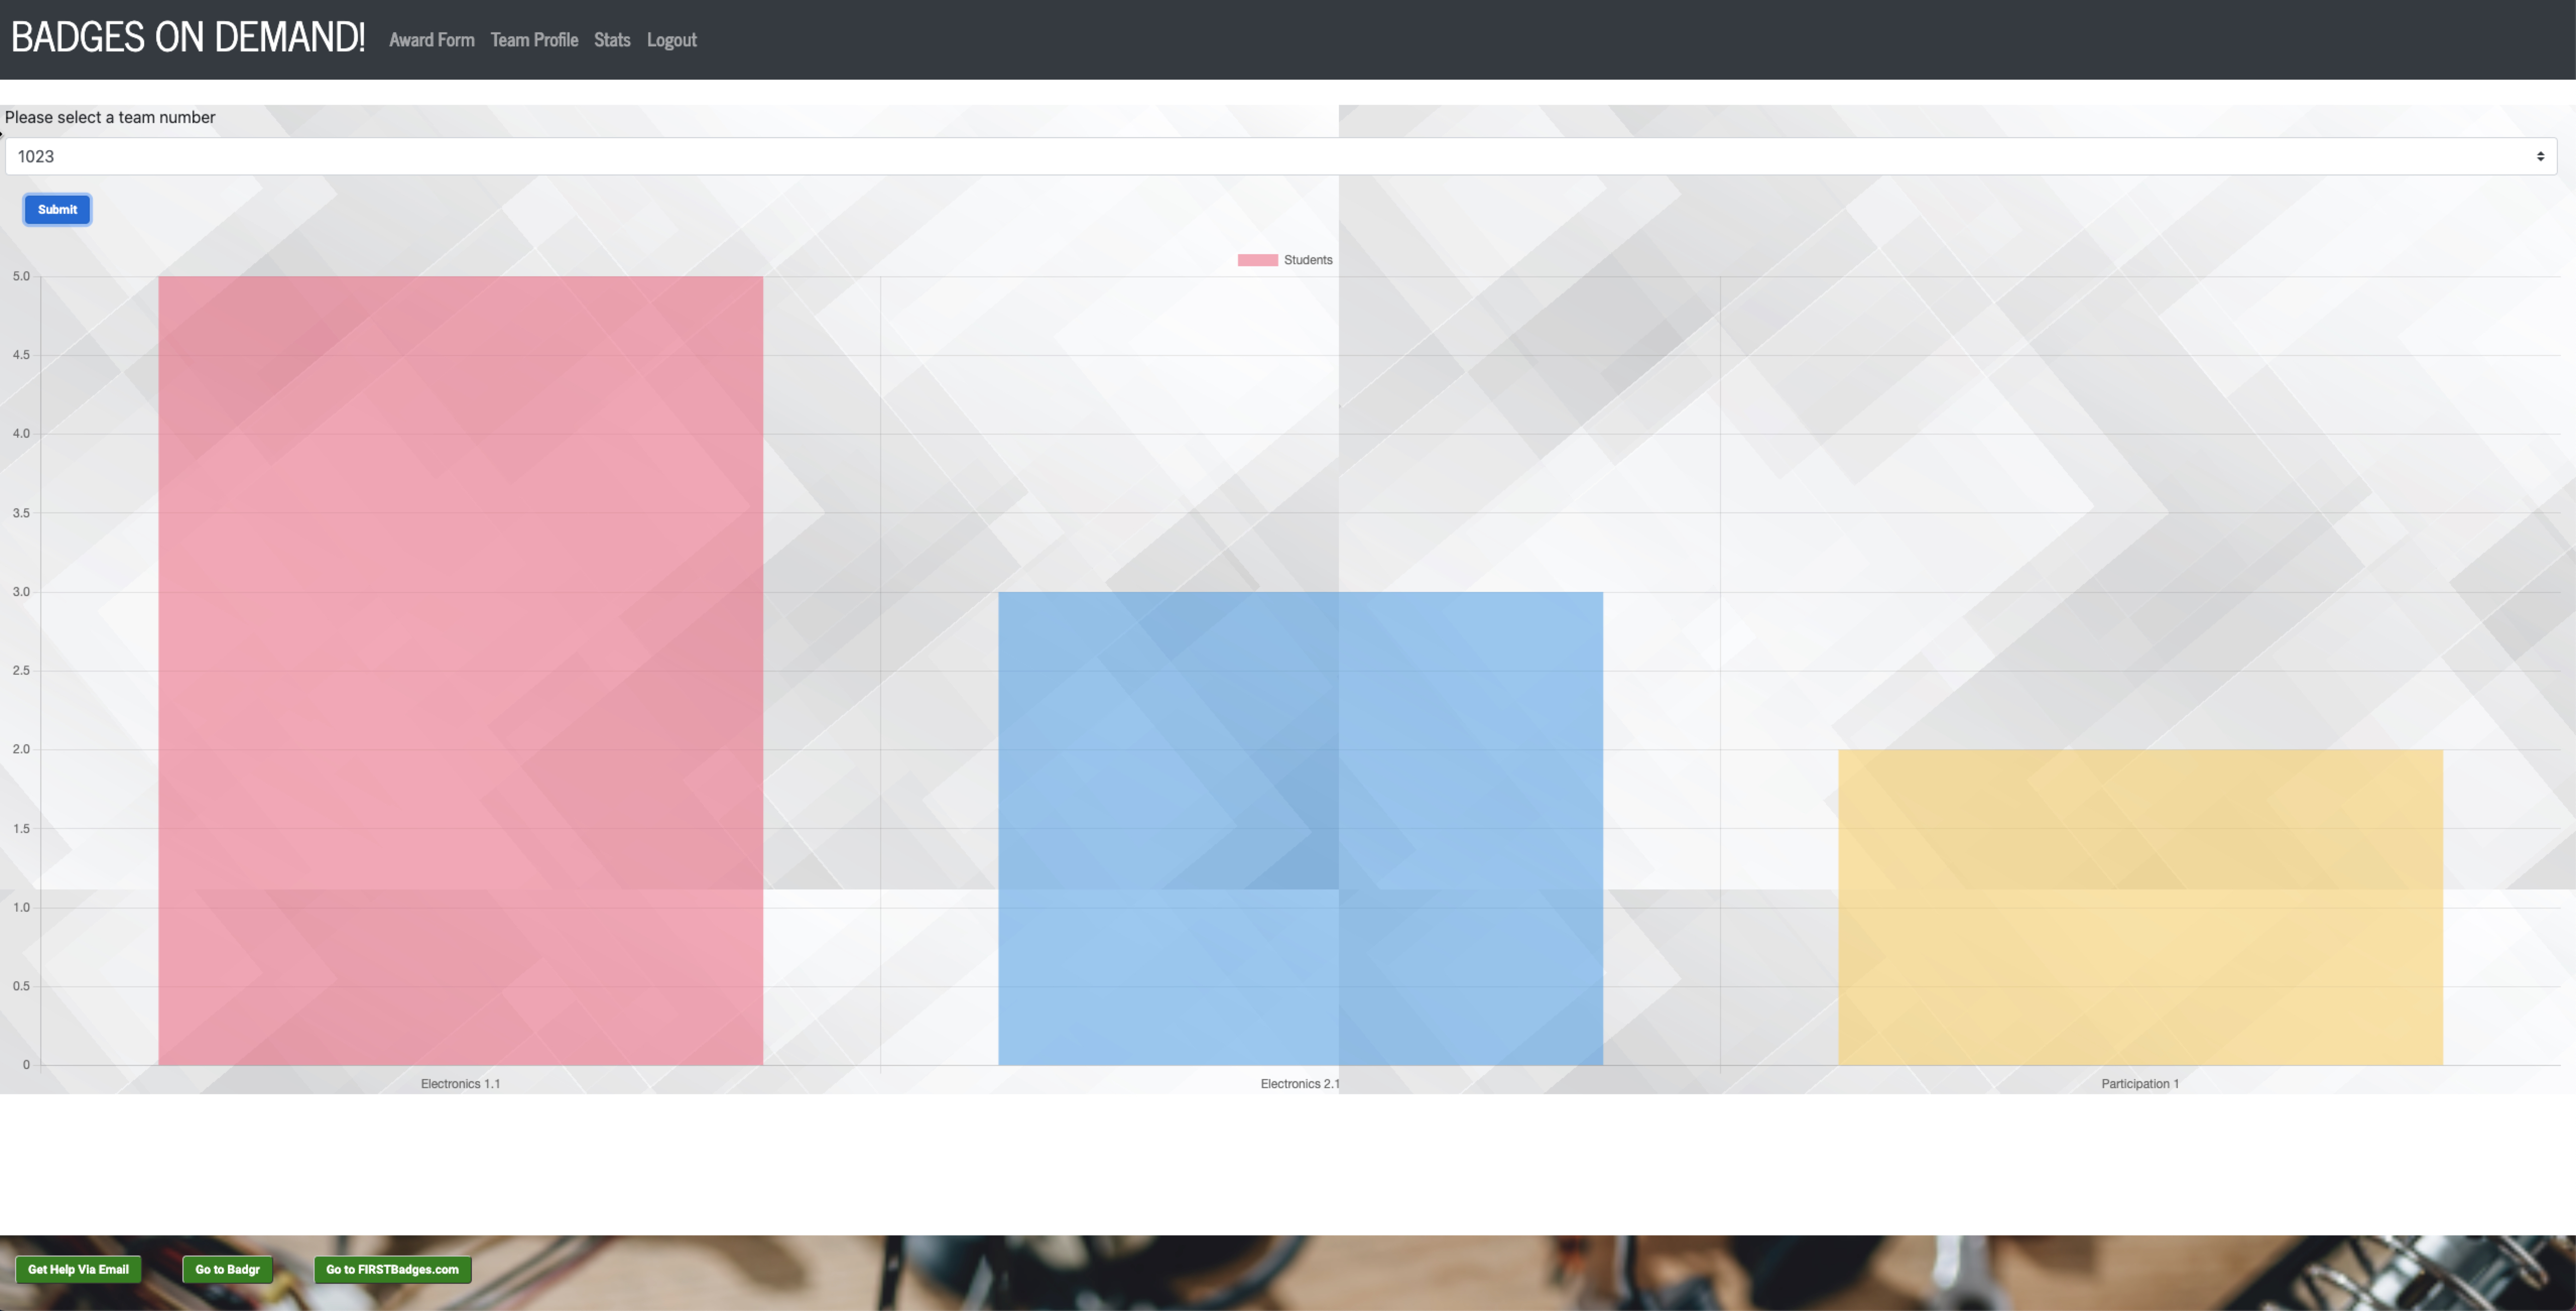 BADGES ON DEMAND! Award Form Team Profile Stats Logout
Please select a team number
1023
Submit
Students
5.0
4.5
4.0
3.5
3.0
2.5
2.0
1.5
1.0
0.5
0
Electronics 1.1 Electronics 2.1 Participation 1
Get Help Via Email Go to Badgr Go to FIRSTBadges.com